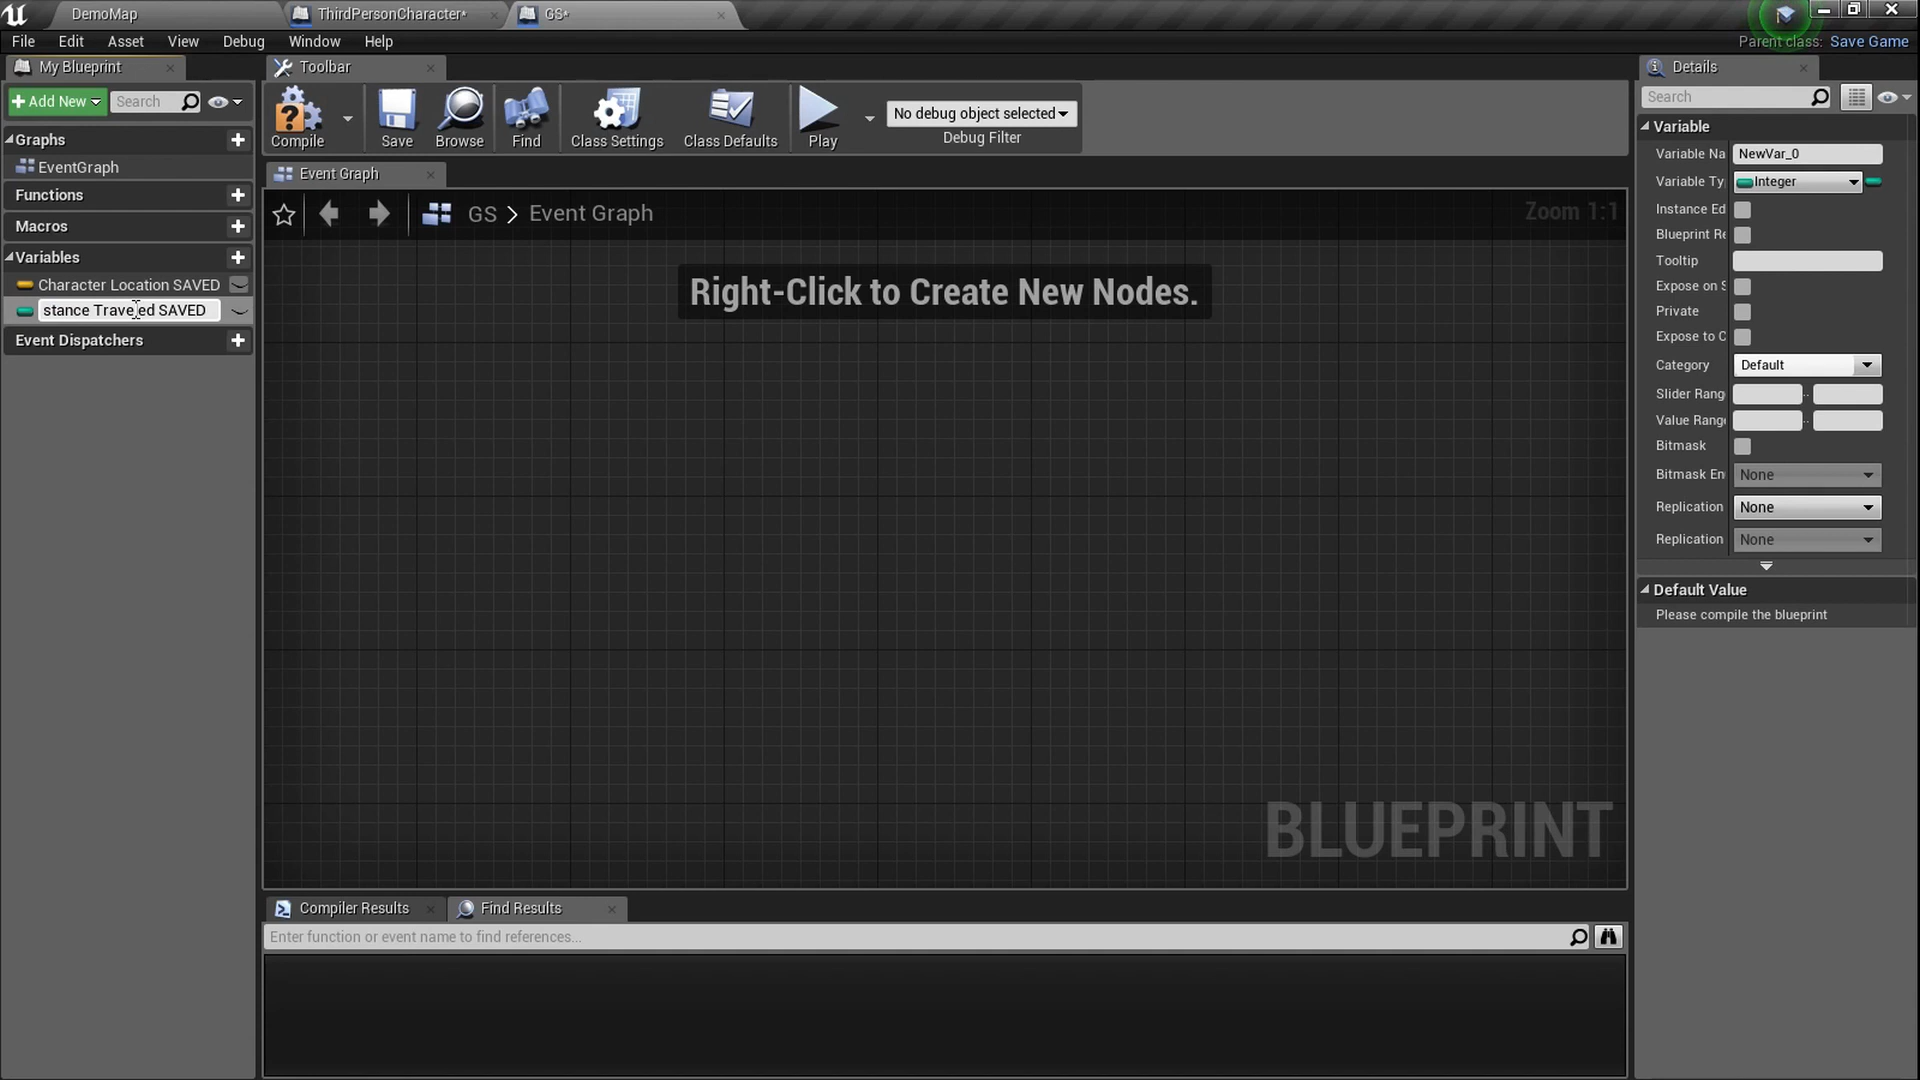 DemoMap
ThirdPersonCharacter*
GS*
File Edit Asset View Debug Window Help
Parent class: Save Game
My Blueprint
Toolbar
Details
Add New
Search
Compile
Save
Browse
Find
Class Settings
Class Defaults
Play
No debug object selected
Debug Filter
Search
Graphs
EventGraph
Functions
Macros
Variables
Character Location SAVED
stance Traveled SAVED
Event Dispatchers
Event Graph
GS > Event Graph
Zoom 1:1
Right-Click to Create New Nodes.
BLUEPRINT
Variable
Variable Na NewVar_0
Variable Ty Integer
Instance Ed
Blueprint Re
Tooltip
Expose on S
Private
Expose to C
Category Default
Slider Rang
Value Range
Bitmask
Bitmask En None
Replication None
Replication None
Default Value
Please compile the blueprint
Compiler Results
Find Results
Enter function or event name to find references...